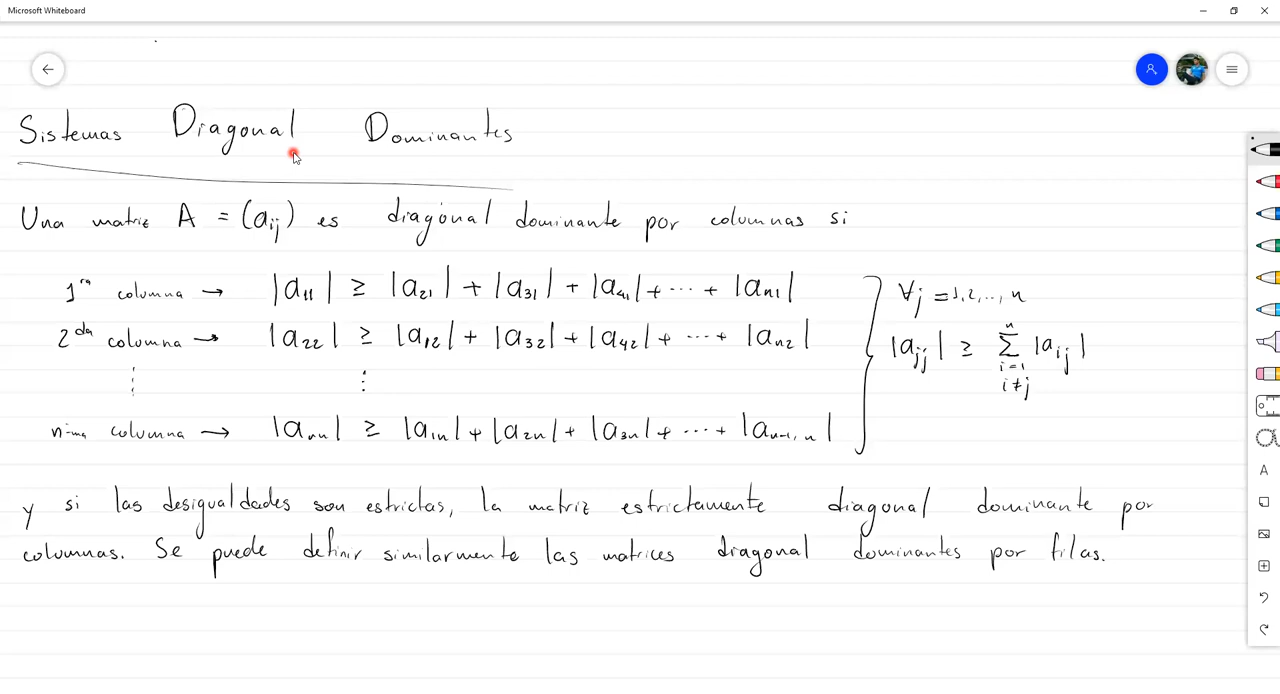 Microsoft Whiteboard
Sistemas Diagonal Dominantes
Una matriz A = (aᵢⱼ) es diagonal dominante por columnas si
1ʳᵃ columna → |a₁₁| ≥ |a₂₁| + |a₃₁| + |a₄₁| + ⋯ + |aₙ₁|
2ᵈᵃ columna → |a₂₂| ≥ |a₁₂| + |a₃₂| + |a₄₂| + ⋯ + |aₙ₂|
⋮ ⋮
n-ma columna → |aₙₙ| ≥ |a₁ₙ| + |a₂ₙ| + |a₃ₙ| + ⋯ + |aₙ₋₁,ₙ|
∀j = 1,2,...,n
|aⱼⱼ| ≥ ∑ⁿᵢ₌₁, ᵢ≠ⱼ |aᵢⱼ|
y si las desigualdades son estrictas, la matriz estrictamente diagonal dominante por
columnas. Se puede definir similarmente las matrices diagonal dominantes por filas.